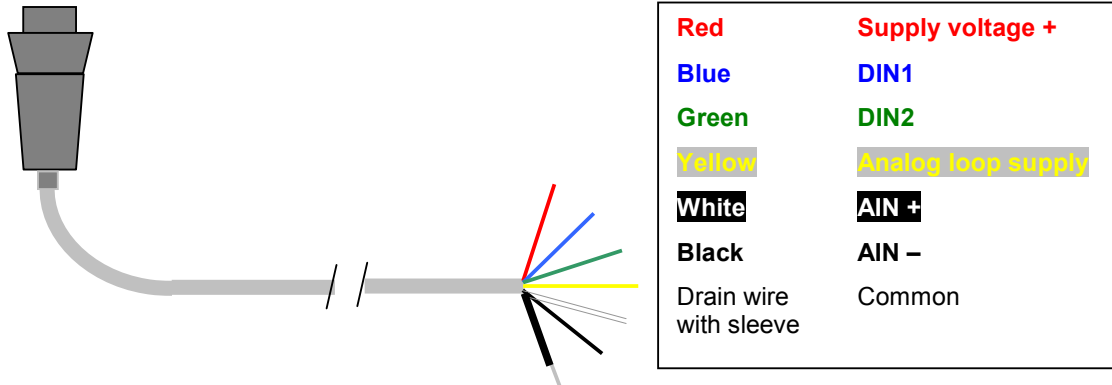 Red Supply voltage +
Blue DIN1
Green DIN2
Yellow Analog loop supply
White AIN +
Black AIN –
Drain wire Common
with sleeve